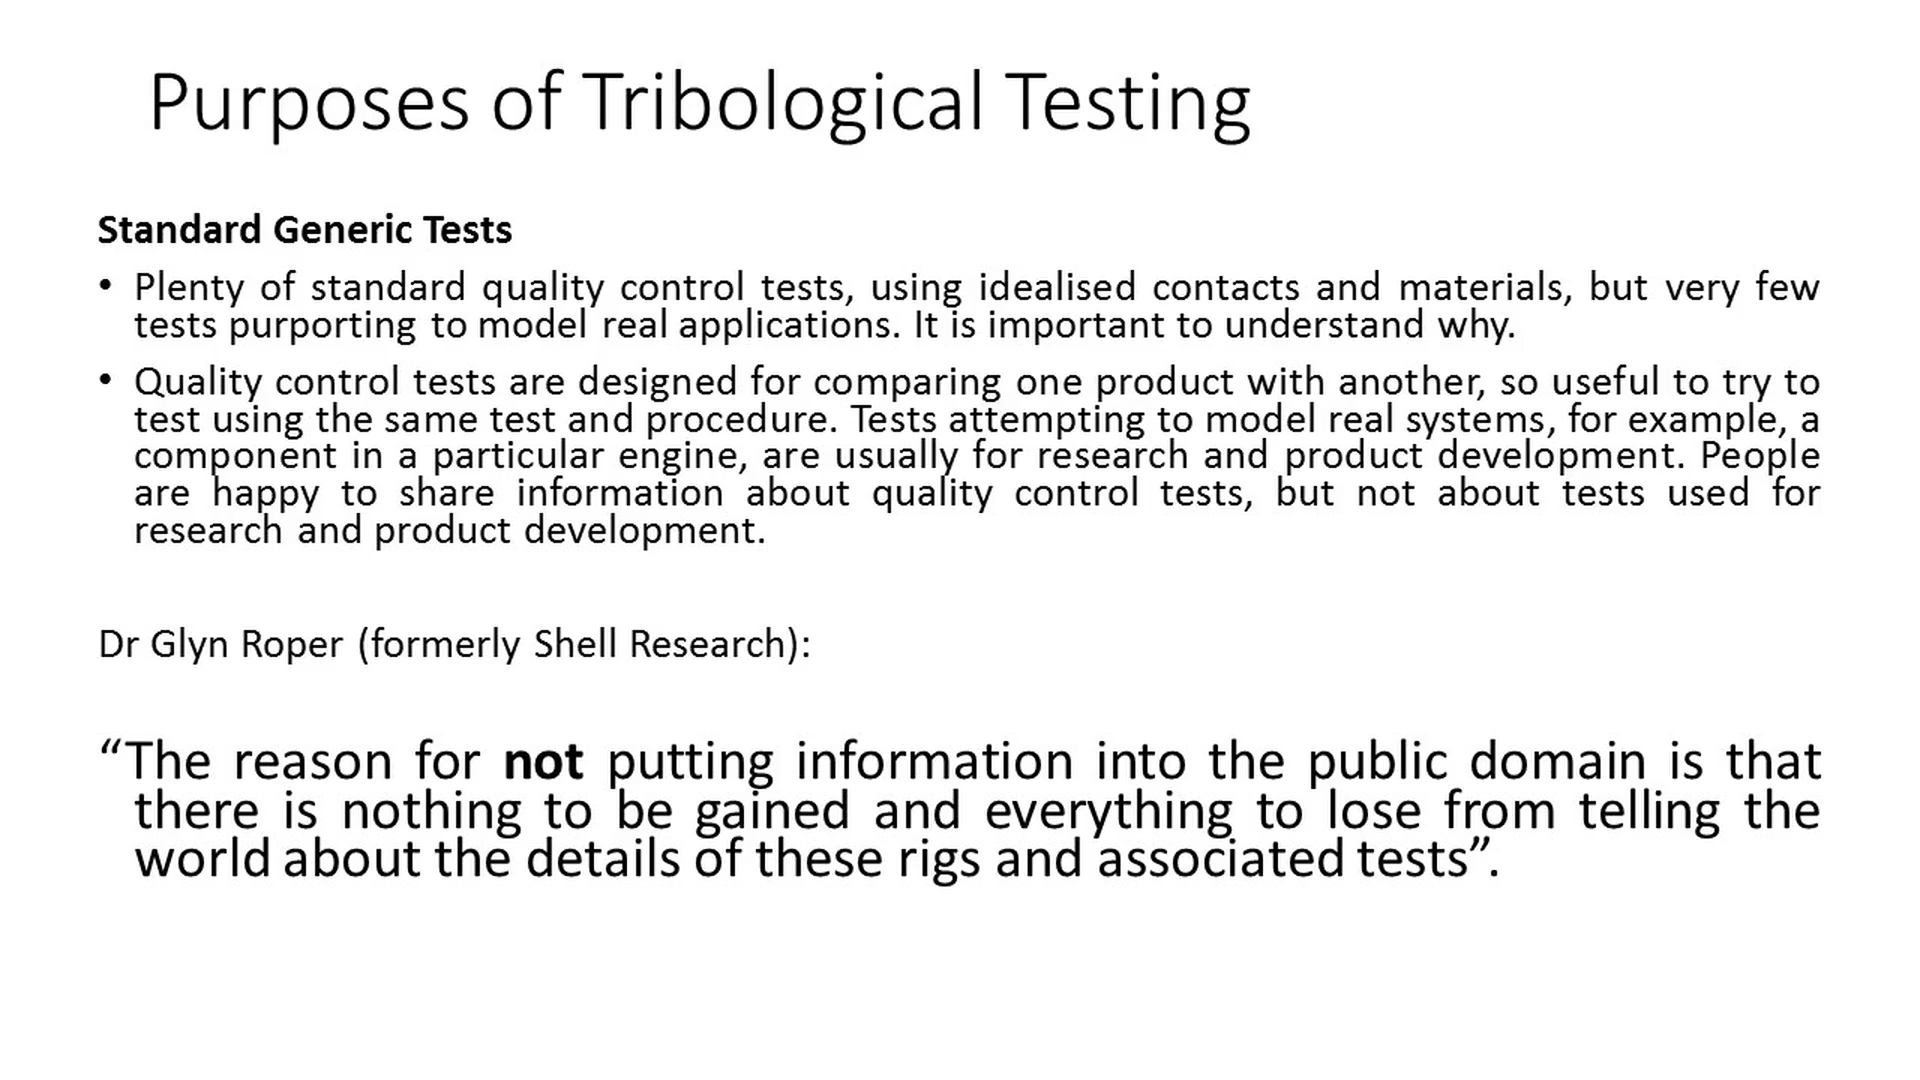 Purposes of Tribological Testing
Standard Generic Tests
• Plenty of standard quality control tests, using idealised contacts and materials, but very few
tests purporting to model real applications. It is important to understand why.
• Quality control tests are designed for comparing one product with another, so useful to try to
test using the same test and procedure. Tests attempting to model real systems, for example, a
component in a particular engine, are usually for research and product development. People
are happy to share information about quality control tests, but not about tests used for
research and product development.
Dr Glyn Roper (formerly Shell Research):
“The reason for not putting information into the public domain is that
there is nothing to be gained and everything to lose from telling the
world about the details of these rigs and associated tests”.